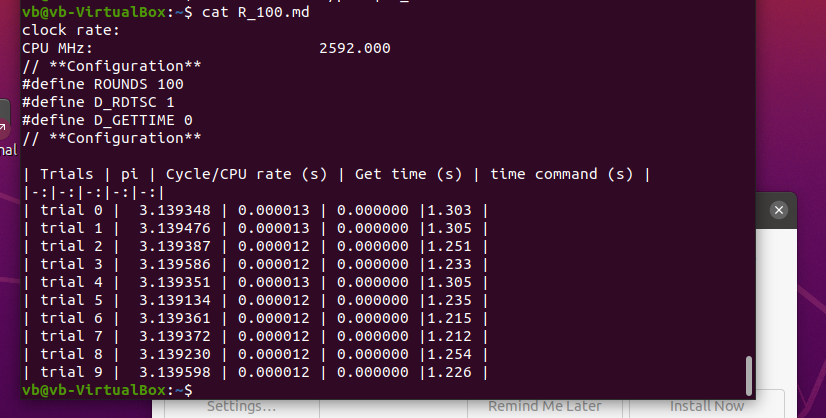 vb@vb-VirtualBox:~$ cat R_100.md
clock rate:
CPU MHz:                         2592.000
// **Configuration**
#define ROUNDS 100
#define D_RDTSC 1
#define D_GETTIME 0
// **Configuration**
| Trials | pi | Cycle/CPU rate (s) | Get time (s) | time command (s) |
|-:|-:|-:|-:|-:|
| trial 0 |  3.139348 | 0.000013 | 0.000000 |1.303 |
| trial 1 |  3.139476 | 0.000013 | 0.000000 |1.305 |
| trial 2 |  3.139387 | 0.000012 | 0.000000 |1.251 |
| trial 3 |  3.139586 | 0.000012 | 0.000000 |1.233 |
| trial 4 |  3.139351 | 0.000013 | 0.000000 |1.305 |
| trial 5 |  3.139134 | 0.000012 | 0.000000 |1.235 |
| trial 6 |  3.139361 | 0.000012 | 0.000000 |1.215 |
| trial 7 |  3.139372 | 0.000012 | 0.000000 |1.212 |
| trial 8 |  3.139230 | 0.000012 | 0.000000 |1.254 |
| trial 9 |  3.139598 | 0.000012 | 0.000000 |1.226 |
vb@vb-VirtualBox:~$
nal
Settings... Remind Me Later Install Now